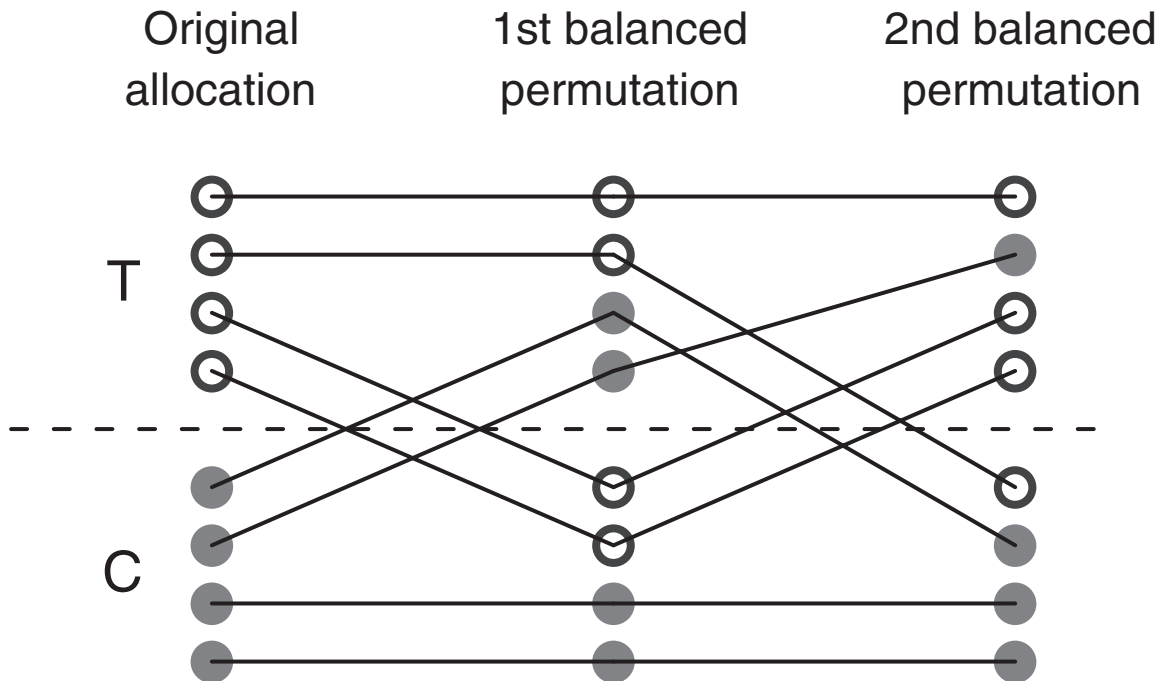 Original
allocation
1st balanced
permutation
2nd balanced
permutation
T
C